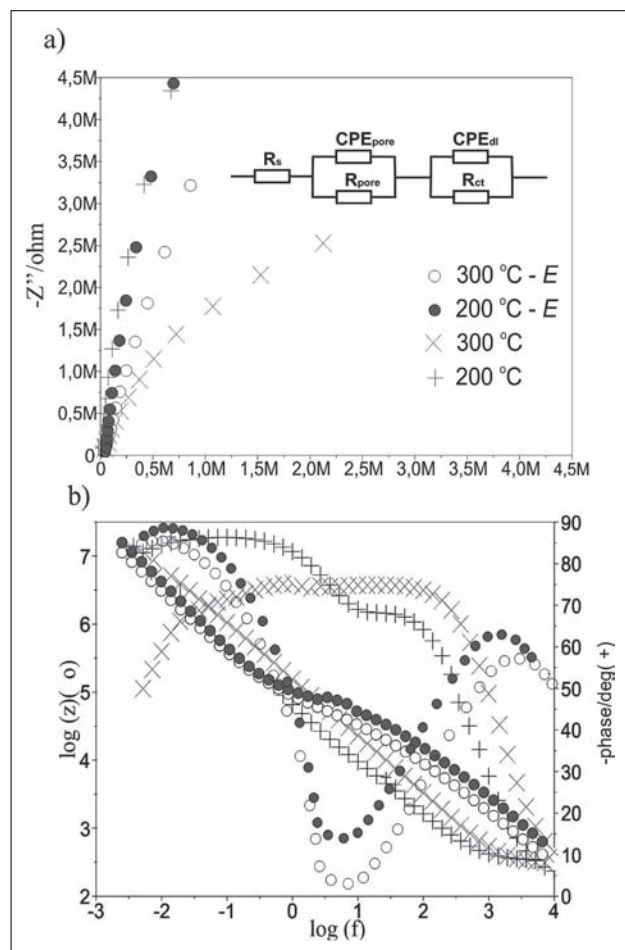 a)
4,5M
4,0M
3,5M
3,0M
2,5M
2,0M
1,5M
1,0M
0,5M
0
-Z''/ohm
Rs
CPEpore
Rpore
CPEdl
Rct
300 °C - E
200 °C - E
300 °C
200 °C
0 0,5M 1,0M 1,5M 2,0M 2,5M 3,0M 3,5M 4,0M 4,5M
b)
7
6
5
4
3
2
log (z)( o)
90
80
70
60
50
40
30
20
10
0
-phase/deg( +)
-3 -2 -1 0 1 2 3 4
log (f)